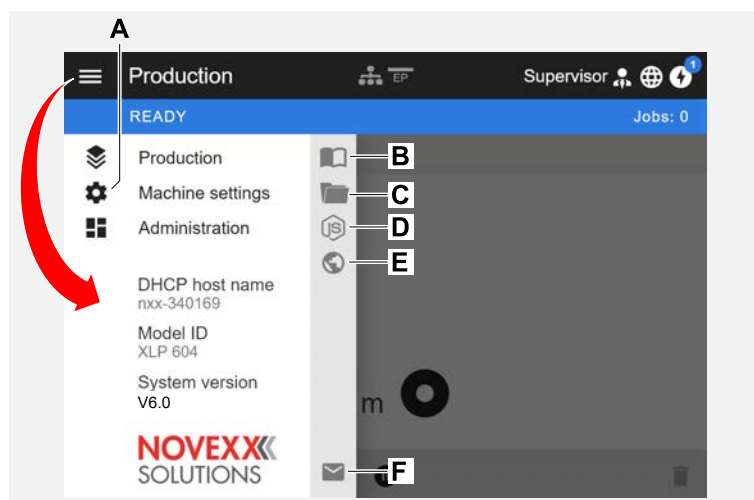 A
Production
EP
Supervisor
1
READY
Jobs: 0
Production
B
Machine settings
C
Administration
JS
D
E
DHCP host name
nxx-340169
Model ID
XLP 604
System version
V6.0
m
NOVEXX
SOLUTIONS
F